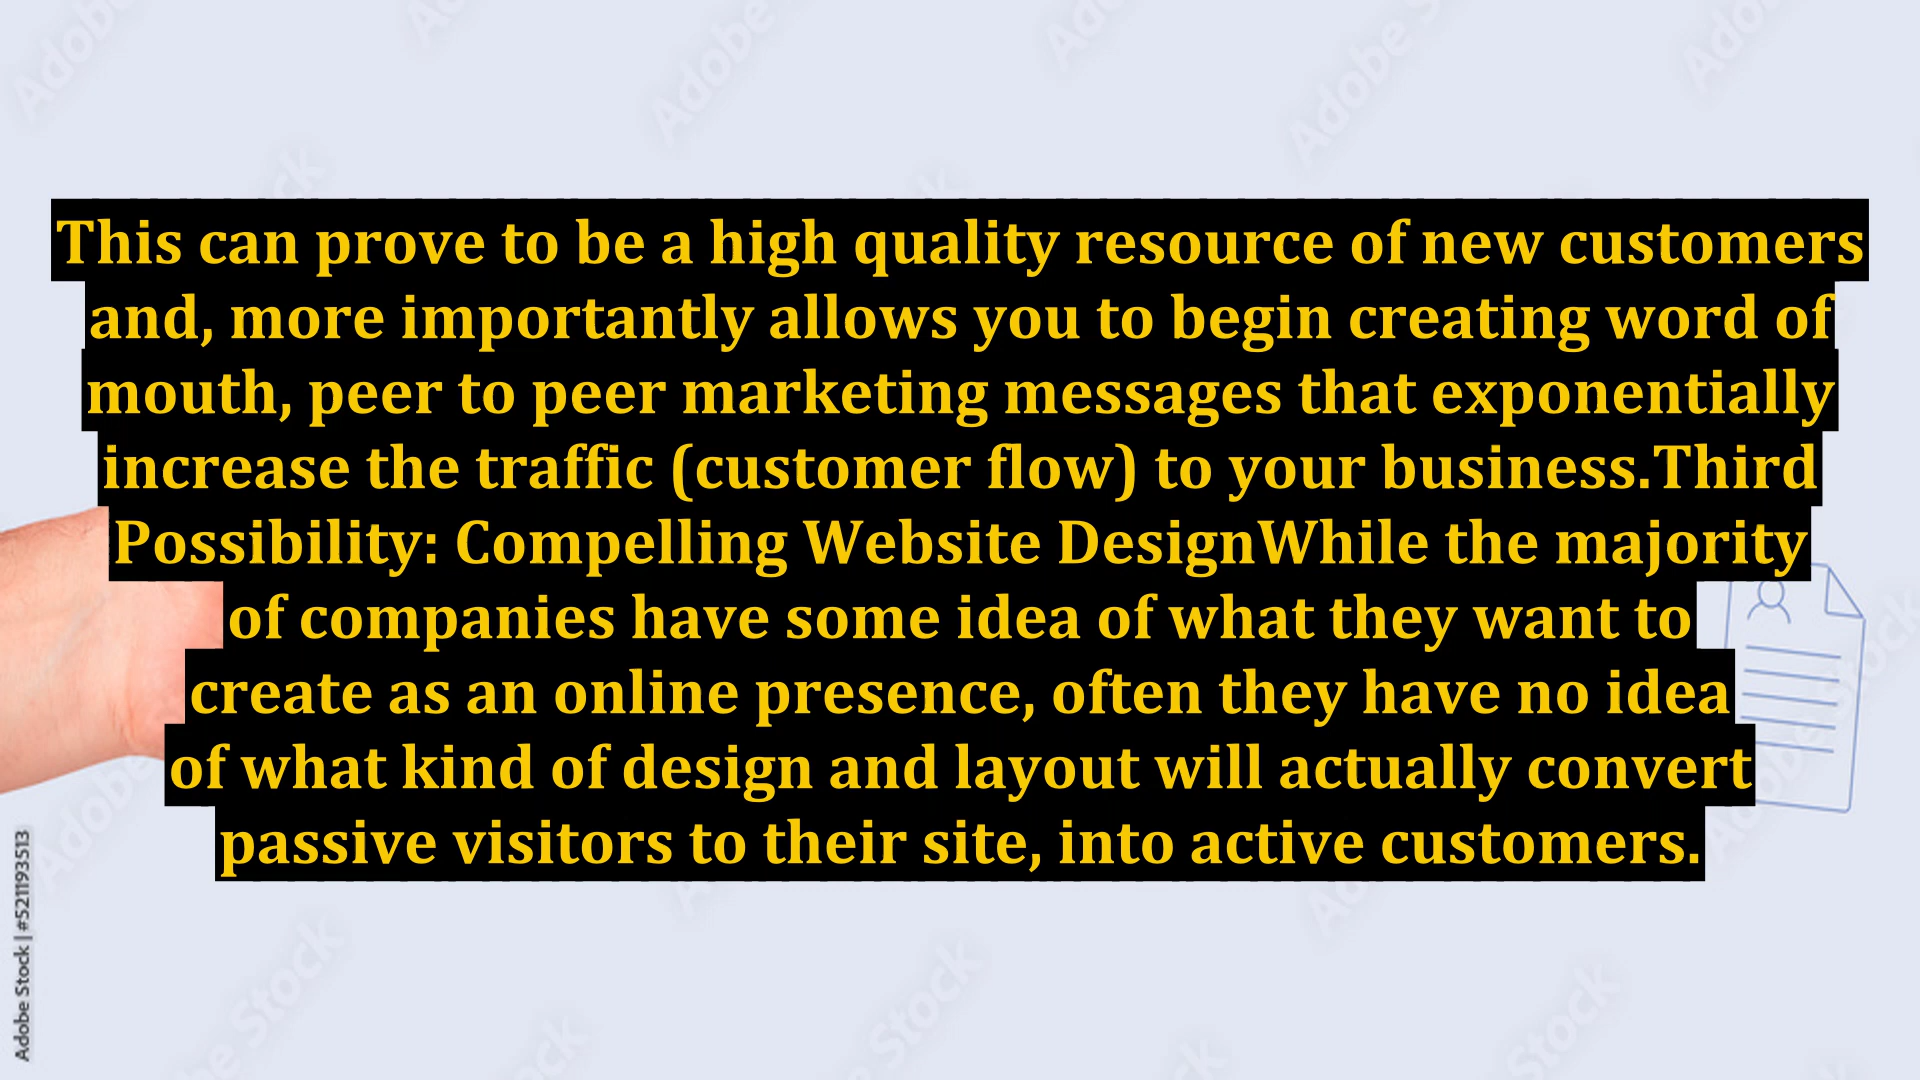 This can prove to be a high quality resource of new customers
and, more importantly allows you to begin creating word of
mouth, peer to peer marketing messages that exponentially
increase the traffic (customer flow) to your business.Third
Possibility: Compelling Website DesignWhile the majority
of companies have some idea of what they want to
create as an online presence, often they have no idea
of what kind of design and layout will actually convert
passive visitors to their site, into active customers.
Adobe Stock | #521193513